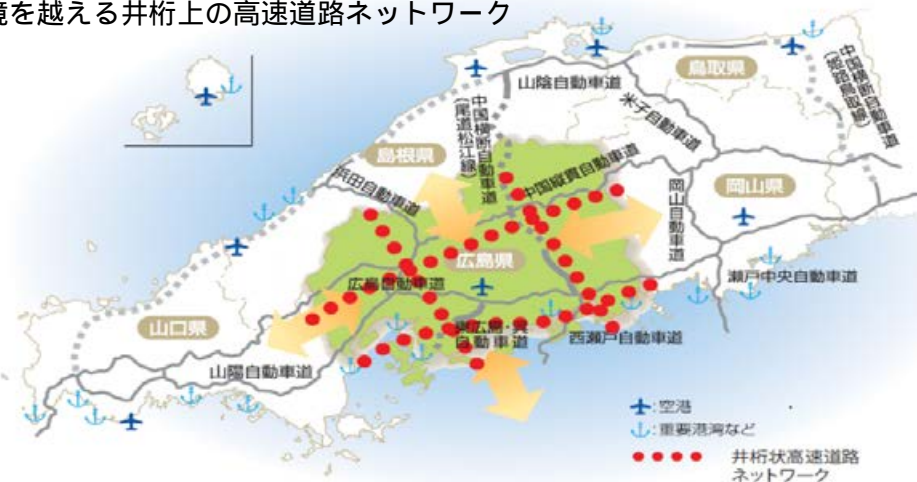 境を越える井桁上の高速道路ネットワーク
鳥取県
中国横断自動車道
(姫路鳥取線)
山陰自動車道
米子自動車道
中国横断自動車道
(尾道松江線)
島根県
中国縦貫自動車道
浜田自動車道
岡山県
岡山自動車道
広島県
瀬戸中央自動車道
広島自動車道
山口県
東広島・呉
自動車道
西瀬戸自動車道
山陽自動車道
:空港
:重要港湾など
井桁状高速道路
ネットワーク